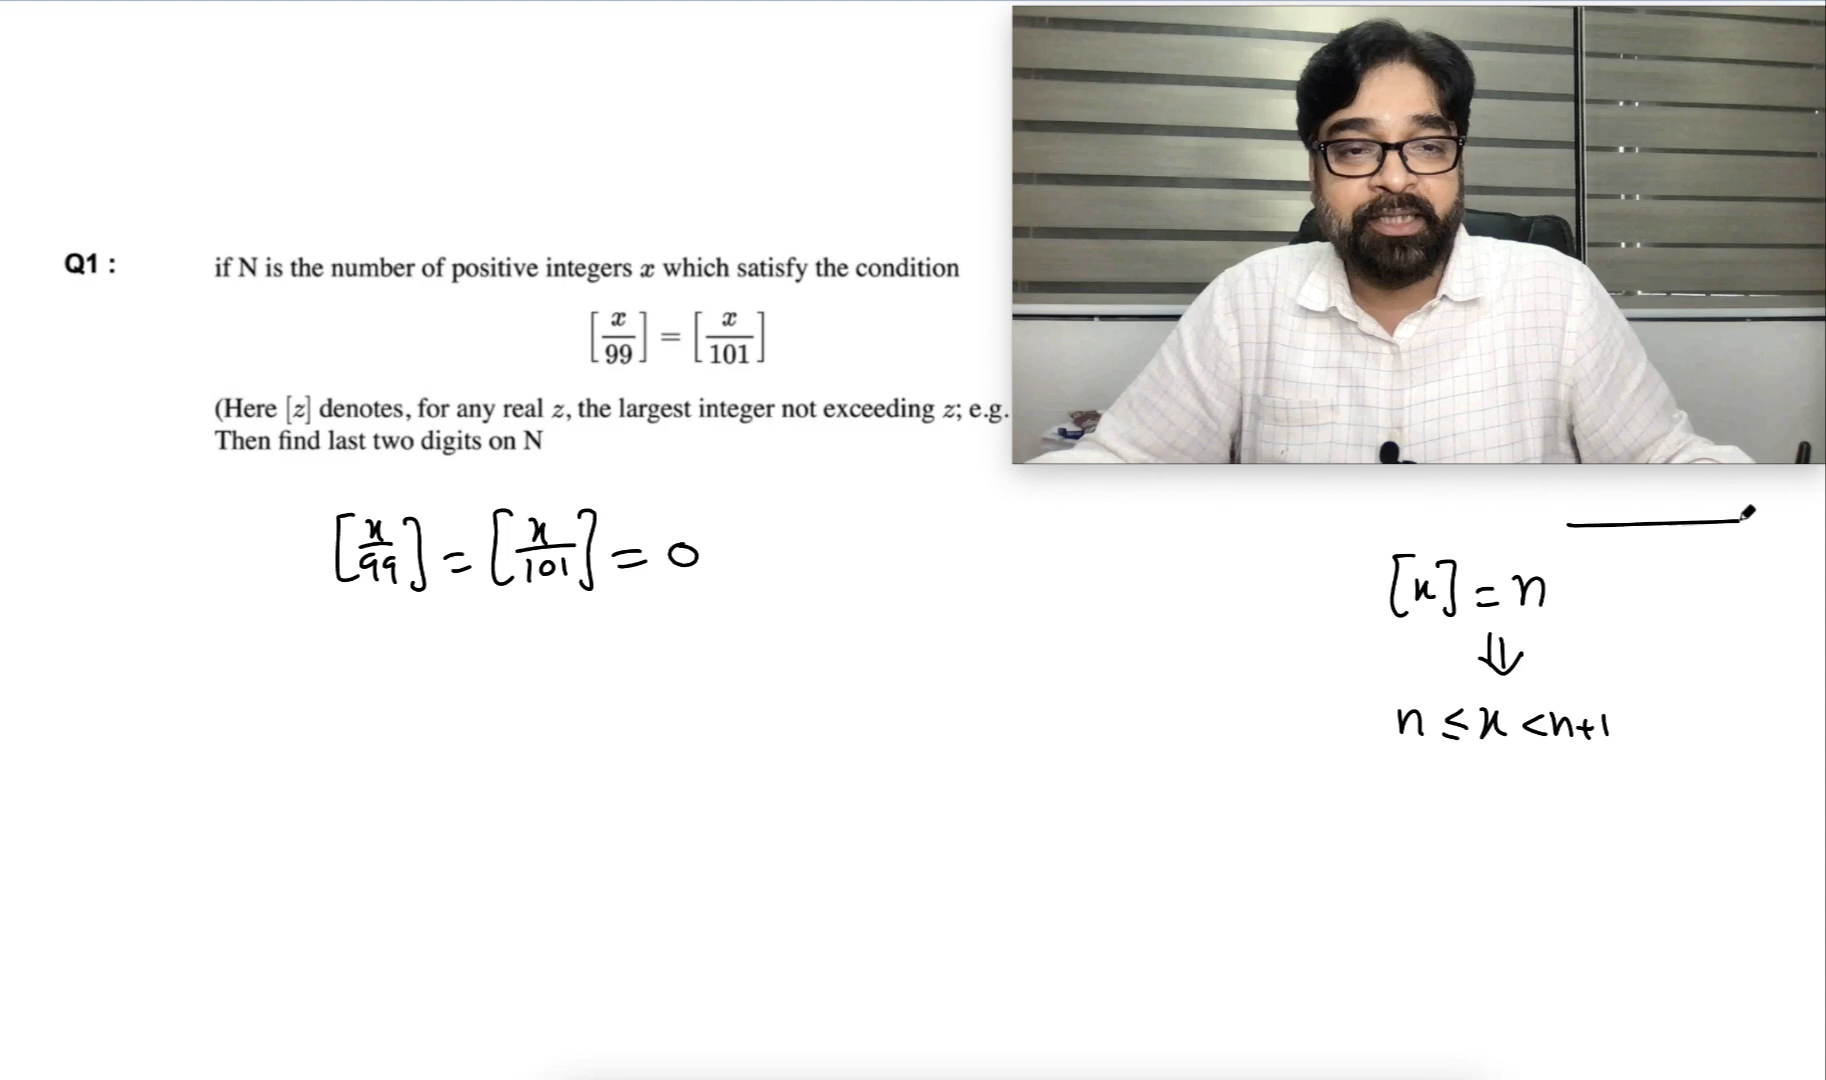 Q1 : if N is the number of positive integers x which satisfy the condition
[x/99] = [x/101]
(Here [z] denotes, for any real z, the largest integer not exceeding z; e.g.
Then find last two digits on N
[x/99] = [x/101] = 0
[x] = n
⇓
n ≤ x < n+1